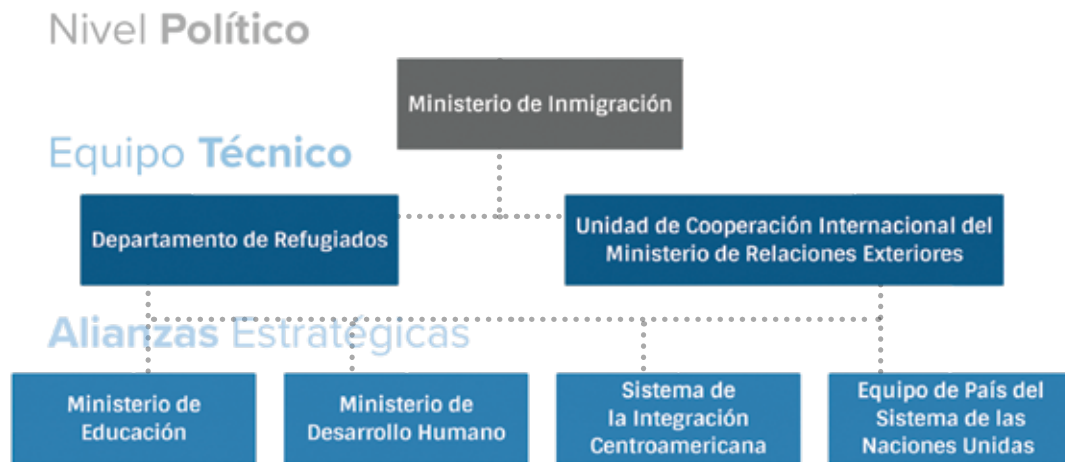 Nivel Político
Ministerio de Inmigración
Equipo Técnico
Departamento de Refugiados
Unidad de Cooperación Internacional del
Ministerio de Relaciones Exteriores
Alianzas Estratégicas
Ministerio de
Educación
Ministerio de
Desarrollo Humano
Sistema de
la Integración
Centroamericana
Equipo de País del
Sistema de las
Naciones Unidas